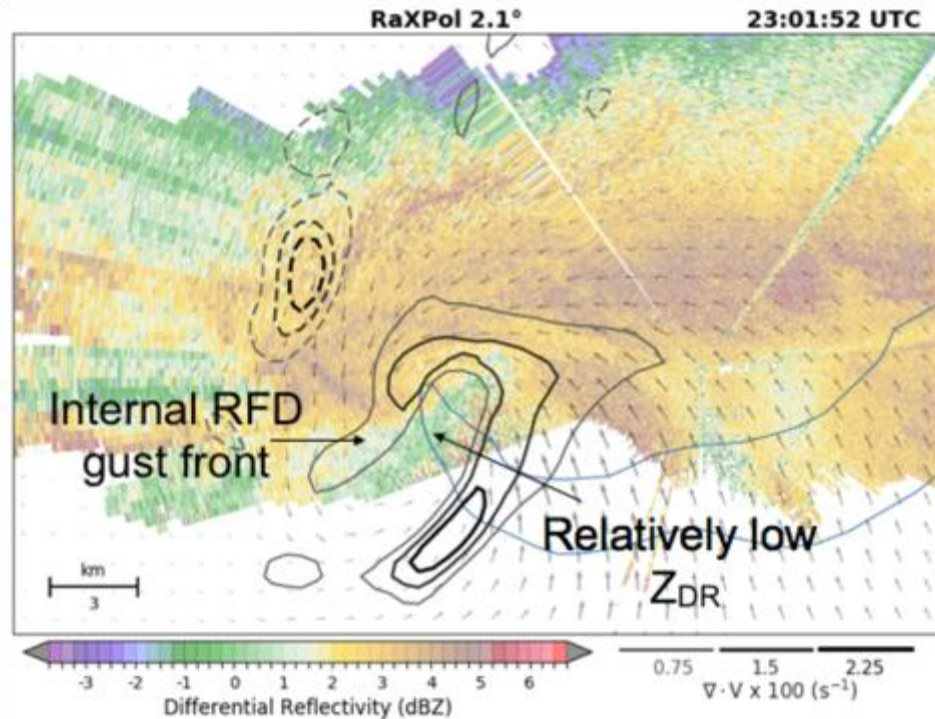 RaXPol 2.1° 23:01:52 UTC
Internal RFD
gust front
Relatively low
ZDR
km
3
-3 -2 -1 0 1 2 3 4 5 6
Differential Reflectivity (dBZ)
0.75 1.5 2.25
∇·V x 100 (s⁻¹)